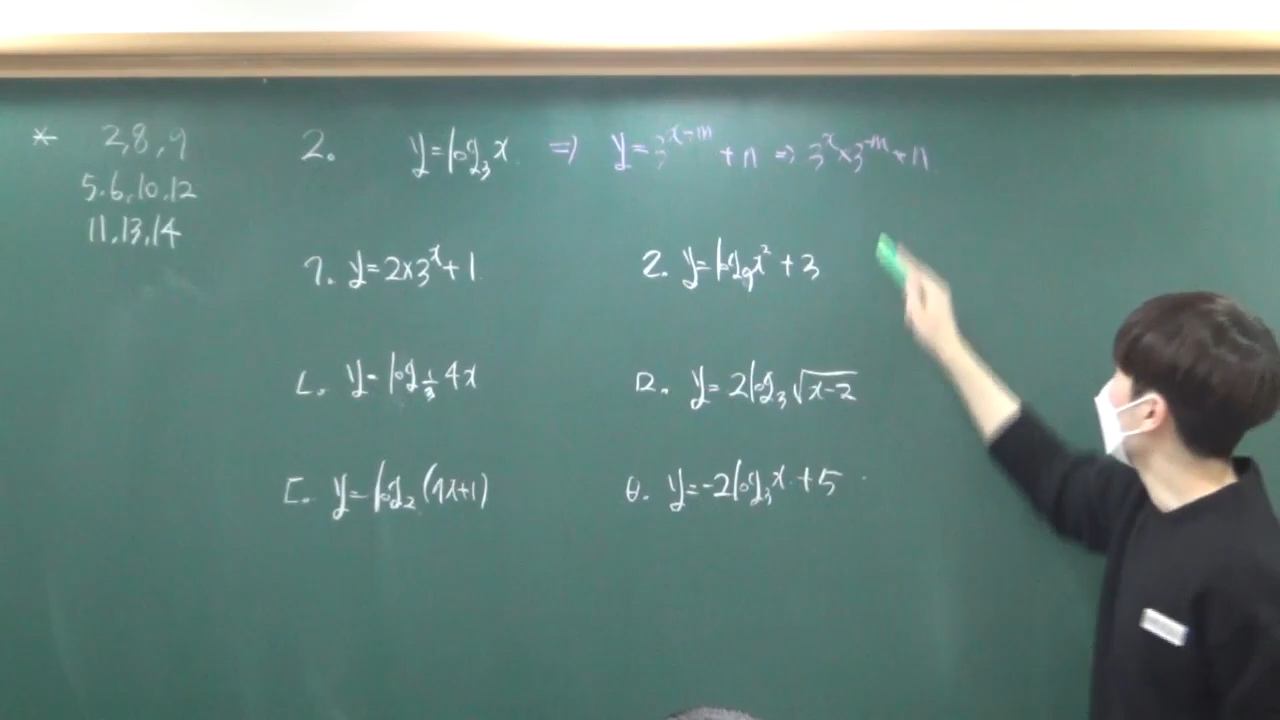 * 2,8,9
5.6.10.12
11.13.14
2. y=log₃x ⇒ y=3^{x-m}+n ⇒ 3^x×3^{-m}+n
ㄱ. y=2×3^x+1
ㄹ. y=log₉x²+3
ㄴ. y=log_{1/3}4x
ㅁ. y=2log₃√(x-2)
ㄷ. y=log₂(9x+1)
ㅂ. y=-2log₃x+5